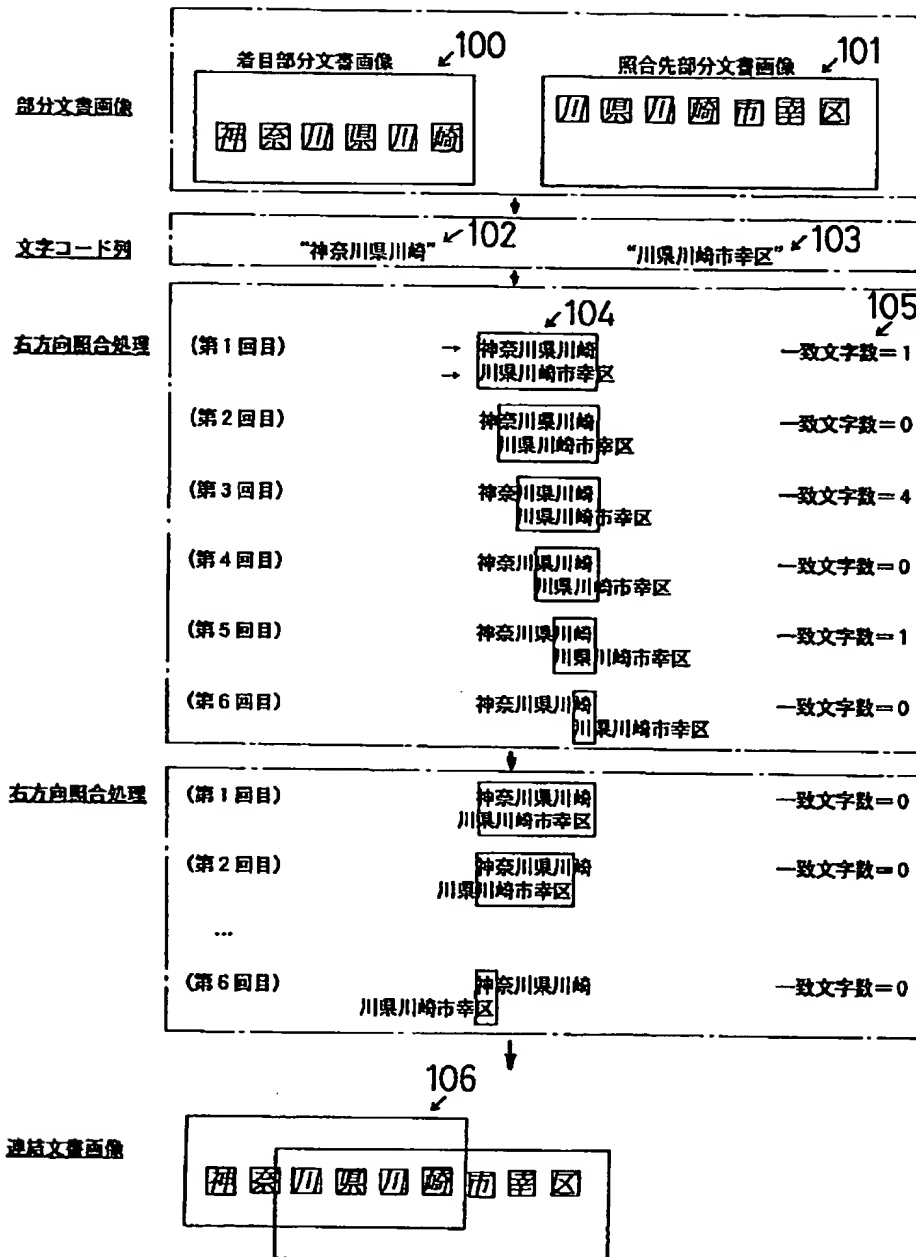 100
101
着目部分文書画像
照合先部分文書画像
部分文書画像
神奈川県川崎
川県川崎市幸区
文字コード列
“神奈川県川崎”
102
“川県川崎市幸区”
103
104
105
右方向照合処理
(第1回目)
→ 神奈川県川崎
→ 川県川崎市幸区
一致文字数=1
(第2回目)
神奈川県川崎
川県川崎市幸区
一致文字数=0
(第3回目)
神奈川県川崎
川県川崎市幸区
一致文字数=4
(第4回目)
神奈川県川崎
川県川崎市幸区
一致文字数=0
(第5回目)
神奈川県川崎
川県川崎市幸区
一致文字数=1
(第6回目)
神奈川県川崎
川県川崎市幸区
一致文字数=0
右方向照合処理
(第1回目)
神奈川県川崎
川県川崎市幸区
一致文字数=0
(第2回目)
神奈川県川崎
川県川崎市幸区
一致文字数=0
…
(第6回目)
神奈川県川崎
川県川崎市幸区
一致文字数=0
106
連結文書画像
神奈川県川崎市幸区